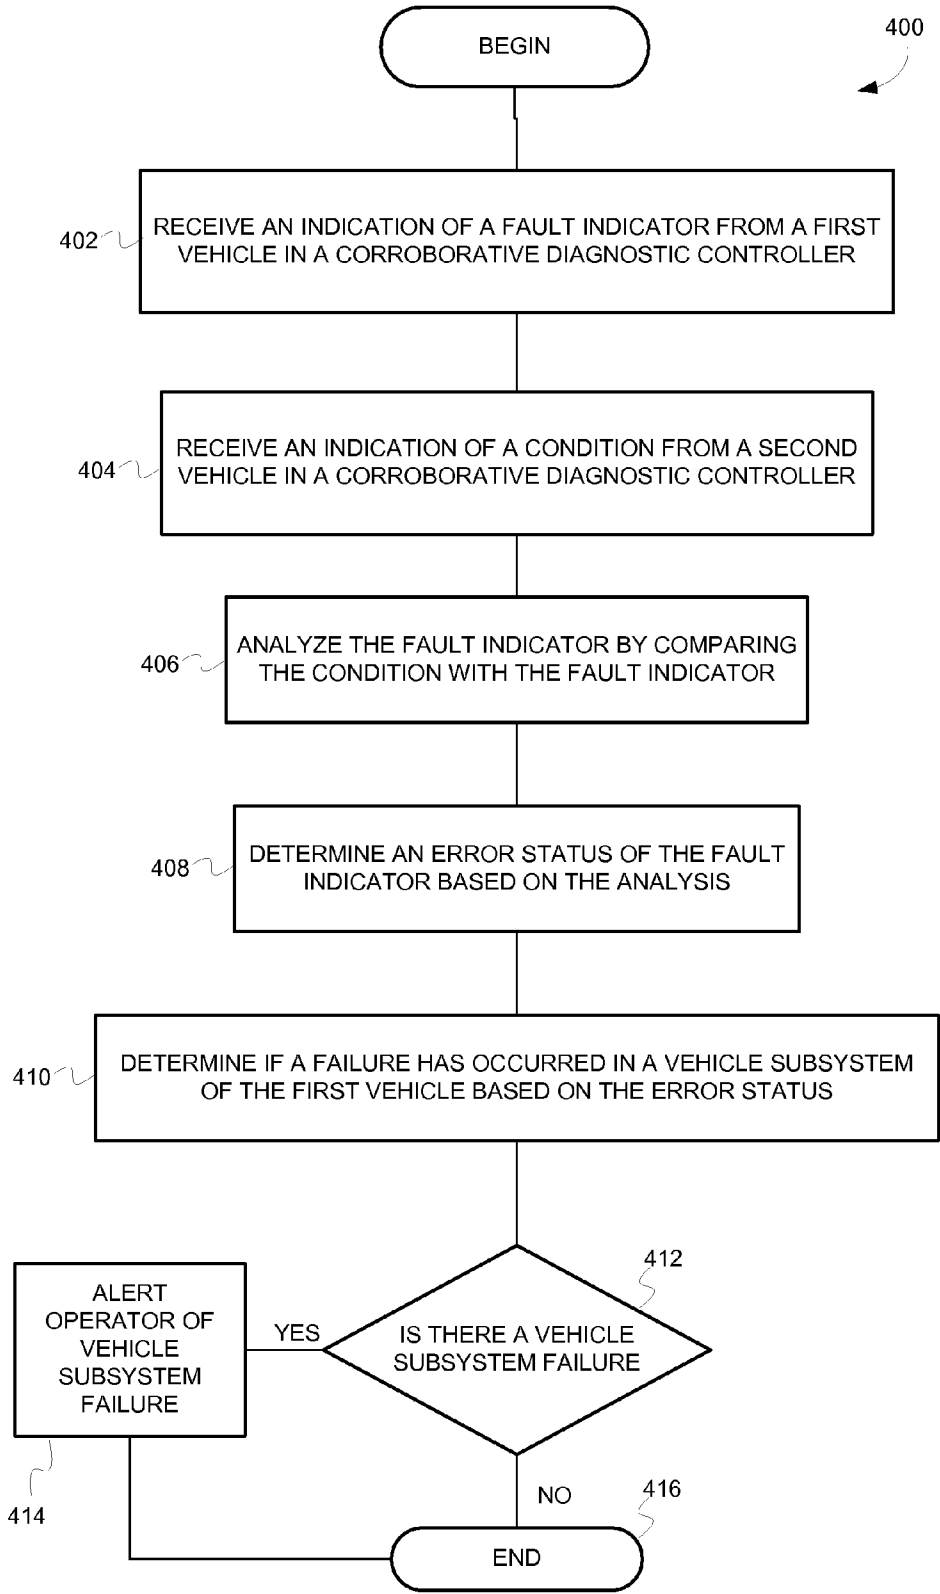 BEGIN
400
402
RECEIVE AN INDICATION OF A FAULT INDICATOR FROM A FIRST
VEHICLE IN A CORROBORATIVE DIAGNOSTIC CONTROLLER
404
RECEIVE AN INDICATION OF A CONDITION FROM A SECOND
VEHICLE IN A CORROBORATIVE DIAGNOSTIC CONTROLLER
406
ANALYZE THE FAULT INDICATOR BY COMPARING
THE CONDITION WITH THE FAULT INDICATOR
408
DETERMINE AN ERROR STATUS OF THE FAULT
INDICATOR BASED ON THE ANALYSIS
410
DETERMINE IF A FAILURE HAS OCCURRED IN A VEHICLE SUBSYSTEM
OF THE FIRST VEHICLE BASED ON THE ERROR STATUS
412
IS THERE A VEHICLE
SUBSYSTEM FAILURE
YES
ALERT
OPERATOR OF
VEHICLE
SUBSYSTEM
FAILURE
414
NO
416
END